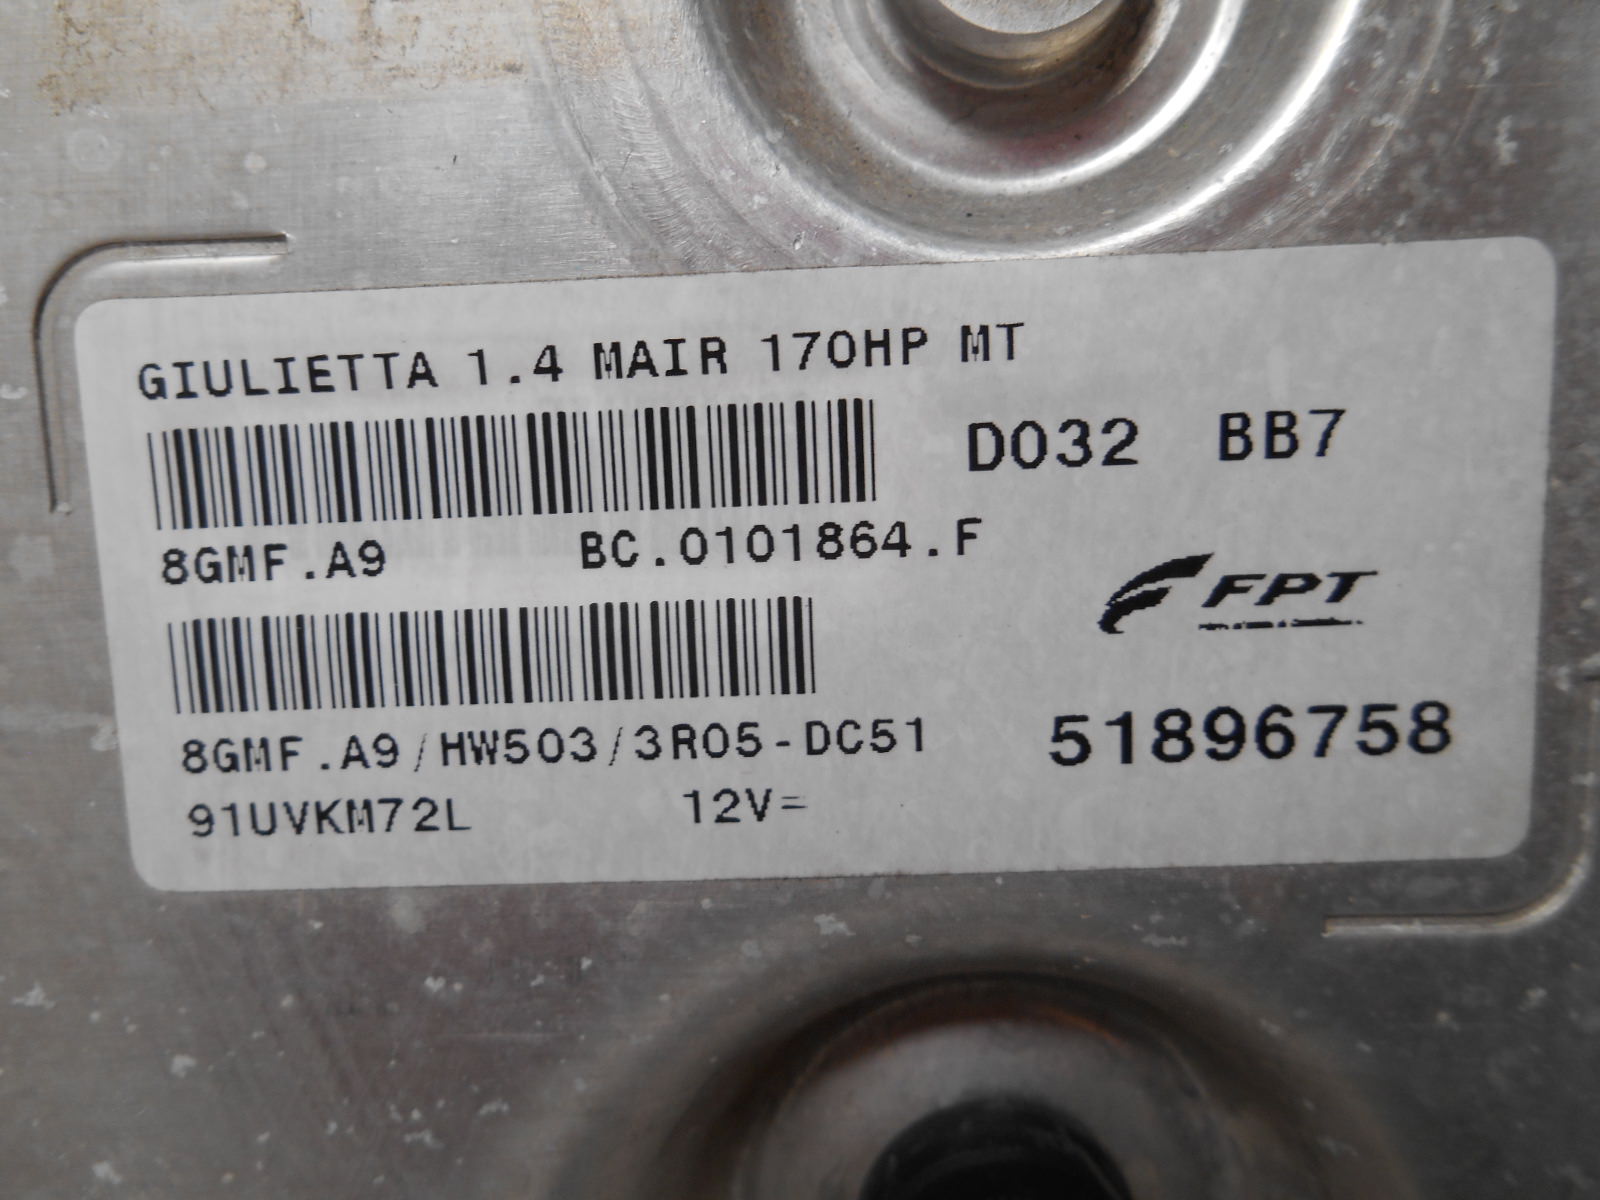 GIULIETTA 1.4 MAIR 170HP MT
D032 BB7
8GMF.A9 BC.0101864.F
FPT
8GMF.A9/HW503/3R05-DC51
51896758
91UVKM72L 12V=